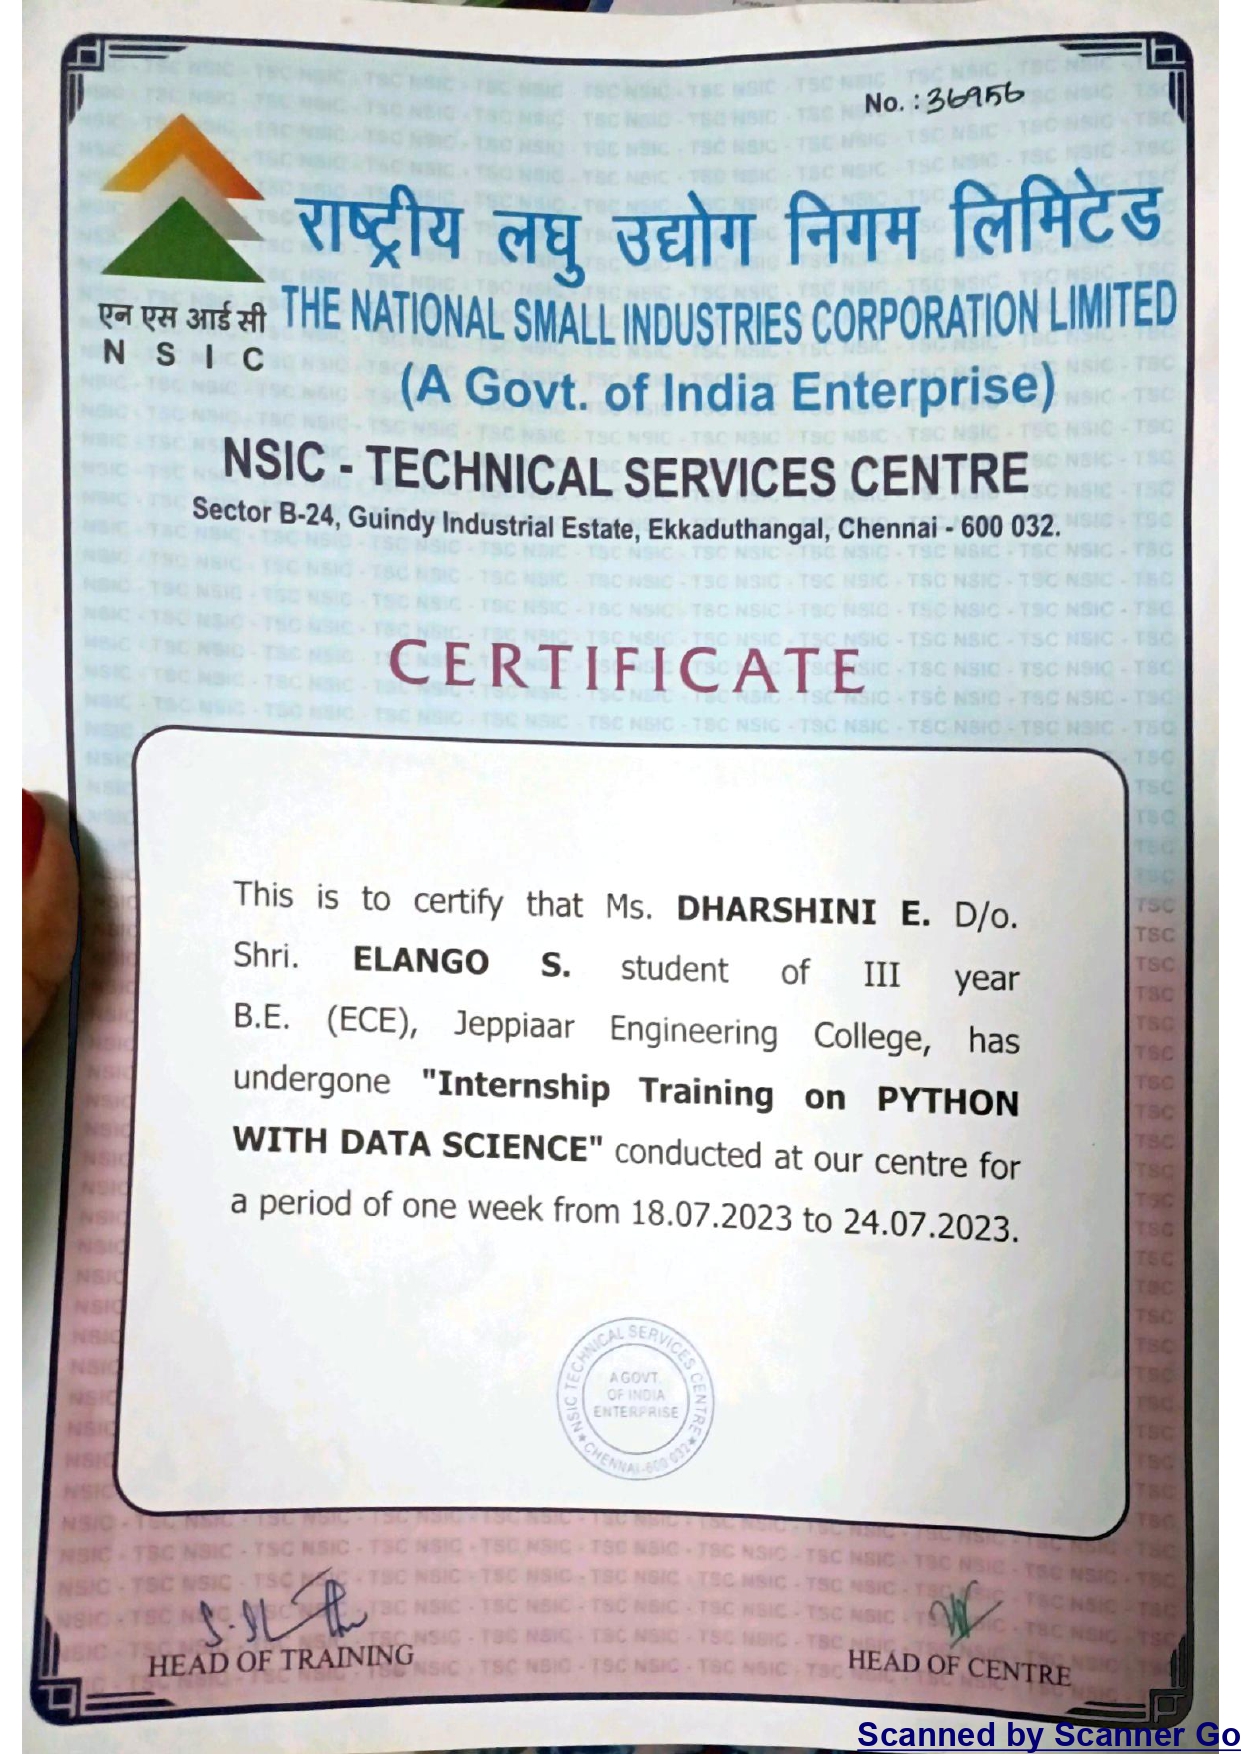 No. : 36956
राष्ट्रीय लघु उद्योग निगम लिमिटेड
एन एस आई सी
N S I C
THE NATIONAL SMALL INDUSTRIES CORPORATION LIMITED
(A Govt. of India Enterprise)
NSIC - TECHNICAL SERVICES CENTRE
Sector B-24, Guindy Industrial Estate, Ekkaduthangal, Chennai - 600 032.
CERTIFICATE
This is to certify that Ms. DHARSHINI E. D/o.
Shri. ELANGO S. student of III year
B.E. (ECE), Jeppiaar Engineering College, has
undergone "Internship Training on PYTHON
WITH DATA SCIENCE" conducted at our centre for
a period of one week from 18.07.2023 to 24.07.2023.
NSIC TECHNICAL SERVICES CENTRE
A GOVT.
OF INDIA
ENTERPRISE
★ CHENNAI-600 032 ★
HEAD OF TRAINING
HEAD OF CENTRE
Scanned by Scanner Go